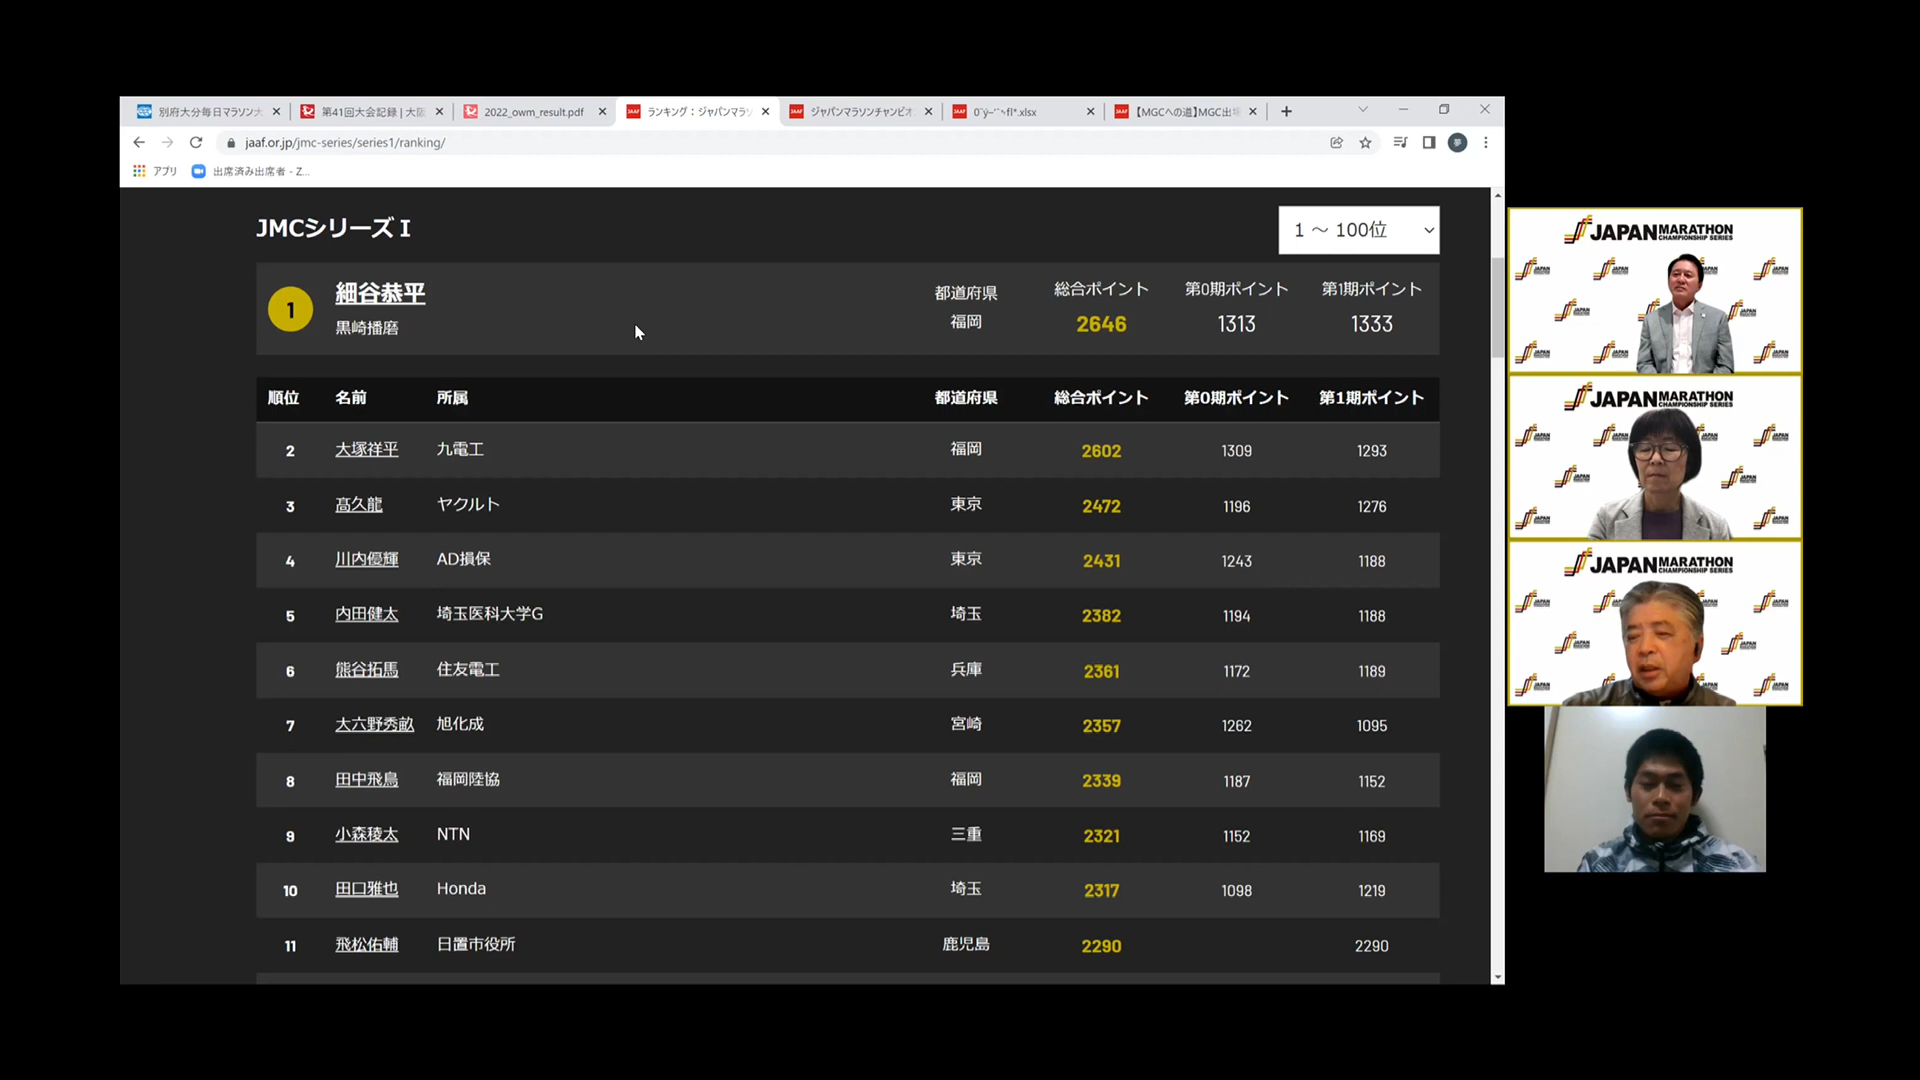 別府大分毎日マラソン大
第41回大会記録 | 大阪
2022_owm_result.pdf
ランキング：ジャパンマラソ
ジャパンマラソンチャンピオ
【MGCへの道】MGC出場
jaaf.or.jp/jmc-series/series1/ranking/
アプリ
出席済み出席者 - Z...
JMCシリーズ I
1 ～ 100位
1
細谷恭平
黒崎播磨
都道府県 総合ポイント 第0期ポイント 第1期ポイント
福岡 2646 1313 1333
順位 名前 所属 都道府県 総合ポイント 第0期ポイント 第1期ポイント
2 大塚祥平 九電工 福岡 2602 1309 1293
3 髙久龍 ヤクルト 東京 2472 1196 1276
4 川内優輝 AD損保 東京 2431 1243 1188
5 内田健太 埼玉医科大学G 埼玉 2382 1194 1188
6 熊谷拓馬 住友電工 兵庫 2361 1172 1189
7 大六野秀畝 旭化成 宮崎 2357 1262 1095
8 田中飛鳥 福岡陸協 福岡 2339 1187 1152
9 小森稜太 NTN 三重 2321 1152 1169
10 田口雅也 Honda 埼玉 2317 1098 1219
11 飛松佑輔 日置市役所 鹿児島 2290 2290
JAPAN MARATHON
CHAMPIONSHIP SERIES
JAPAN MARATHON
CHAMPIONSHIP SERIES
JAPAN MARATHON
CHAMPIONSHIP SERIES